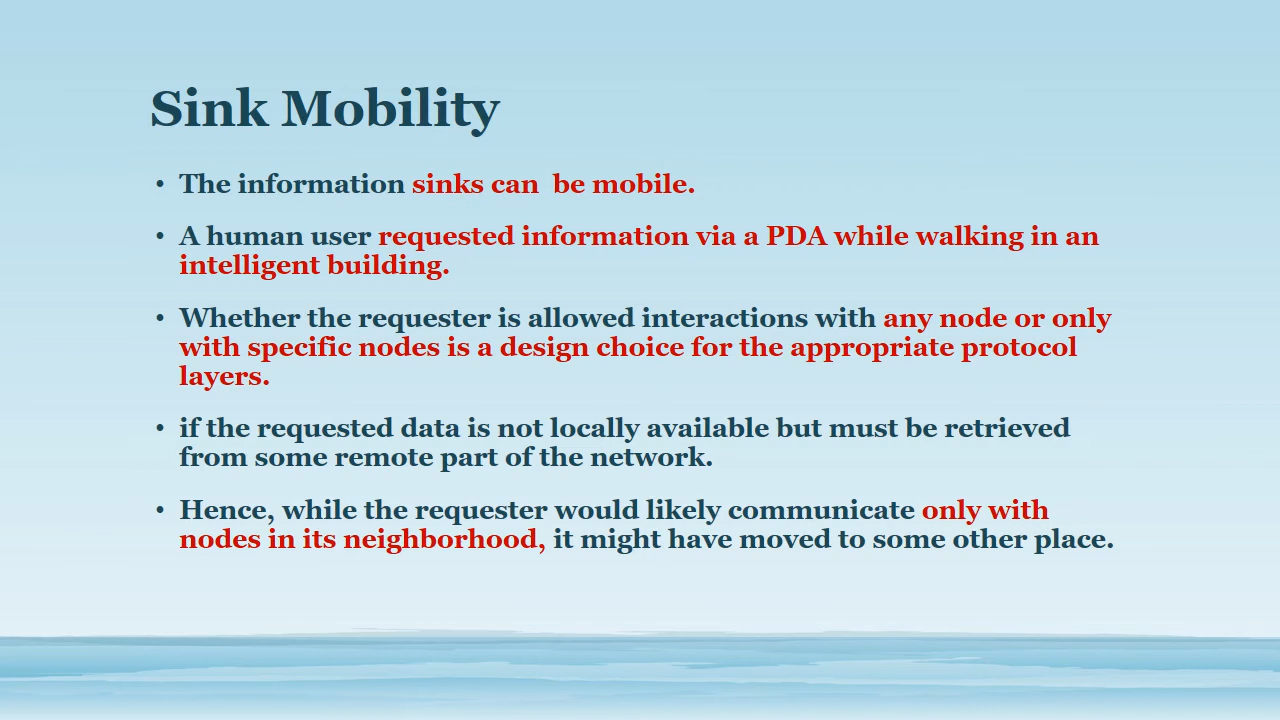 Sink Mobility
• The information sinks can  be mobile.
• A human user requested information via a PDA while walking in an
intelligent building.
• Whether the requester is allowed interactions with any node or only
with specific nodes is a design choice for the appropriate protocol
layers.
• if the requested data is not locally available but must be retrieved
from some remote part of the network.
• Hence, while the requester would likely communicate only with
nodes in its neighborhood, it might have moved to some other place.